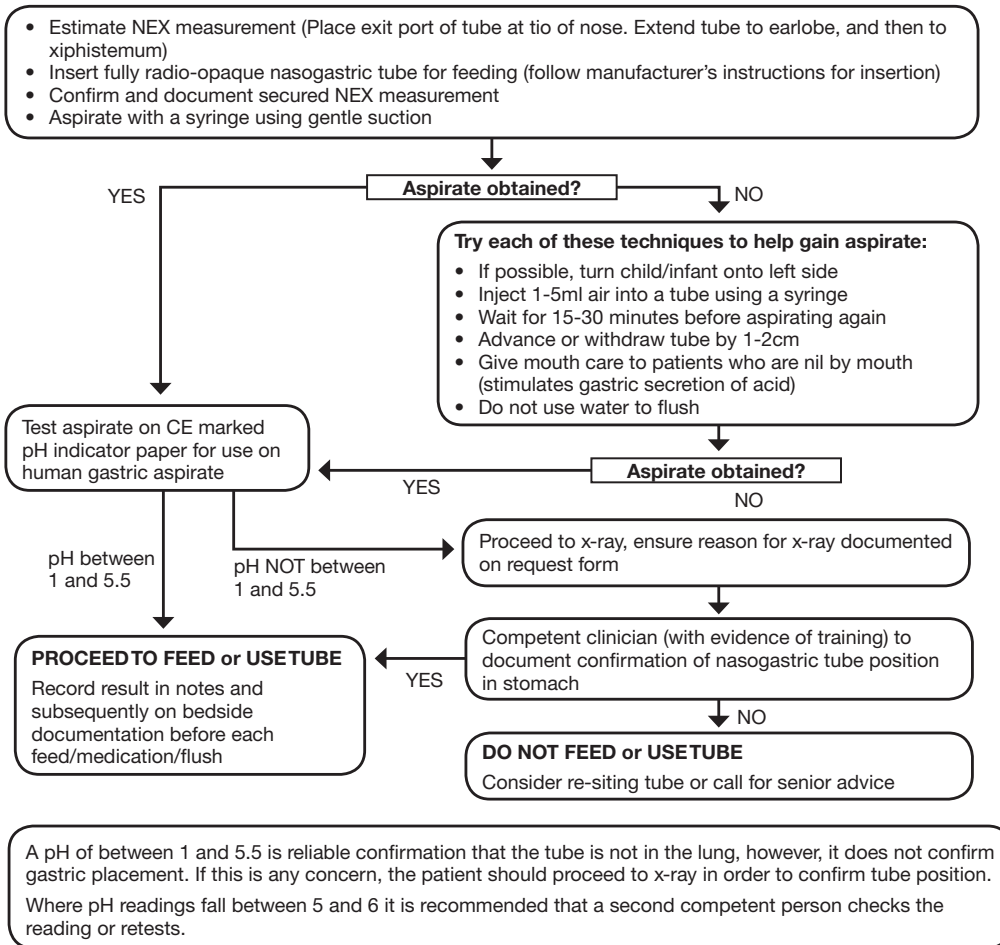 • Estimate NEX measurement (Place exit port of tube at tio of nose. Extend tube to earlobe, and then to
xiphistemum)
• Insert fully radio-opaque nasogastric tube for feeding (follow manufacturer's instructions for insertion)
• Confirm and document secured NEX measurement
• Aspirate with a syringe using gentle suction
Aspirate obtained?
YES
NO
Try each of these techniques to help gain aspirate:
• If possible, turn child/infant onto left side
• Inject 1-5ml air into a tube using a syringe
• Wait for 15-30 minutes before aspirating again
• Advance or withdraw tube by 1-2cm
• Give mouth care to patients who are nil by mouth
(stimulates gastric secretion of acid)
• Do not use water to flush
Aspirate obtained?
YES
NO
Test aspirate on CE marked
pH indicator paper for use on
human gastric aspirate
pH between
1 and 5.5
pH NOT between
1 and 5.5
Proceed to x-ray, ensure reason for x-ray documented
on request form
Competent clinician (with evidence of training) to
document confirmation of nasogastric tube position
in stomach
YES
NO
PROCEED TO FEED or USE TUBE
Record result in notes and
subsequently on bedside
documentation before each
feed/medication/flush
DO NOT FEED or USE TUBE
Consider re-siting tube or call for senior advice
A pH of between 1 and 5.5 is reliable confirmation that the tube is not in the lung, however, it does not confirm
gastric placement. If this is any concern, the patient should proceed to x-ray in order to confirm tube position.
Where pH readings fall between 5 and 6 it is recommended that a second competent person checks the
reading or retests.